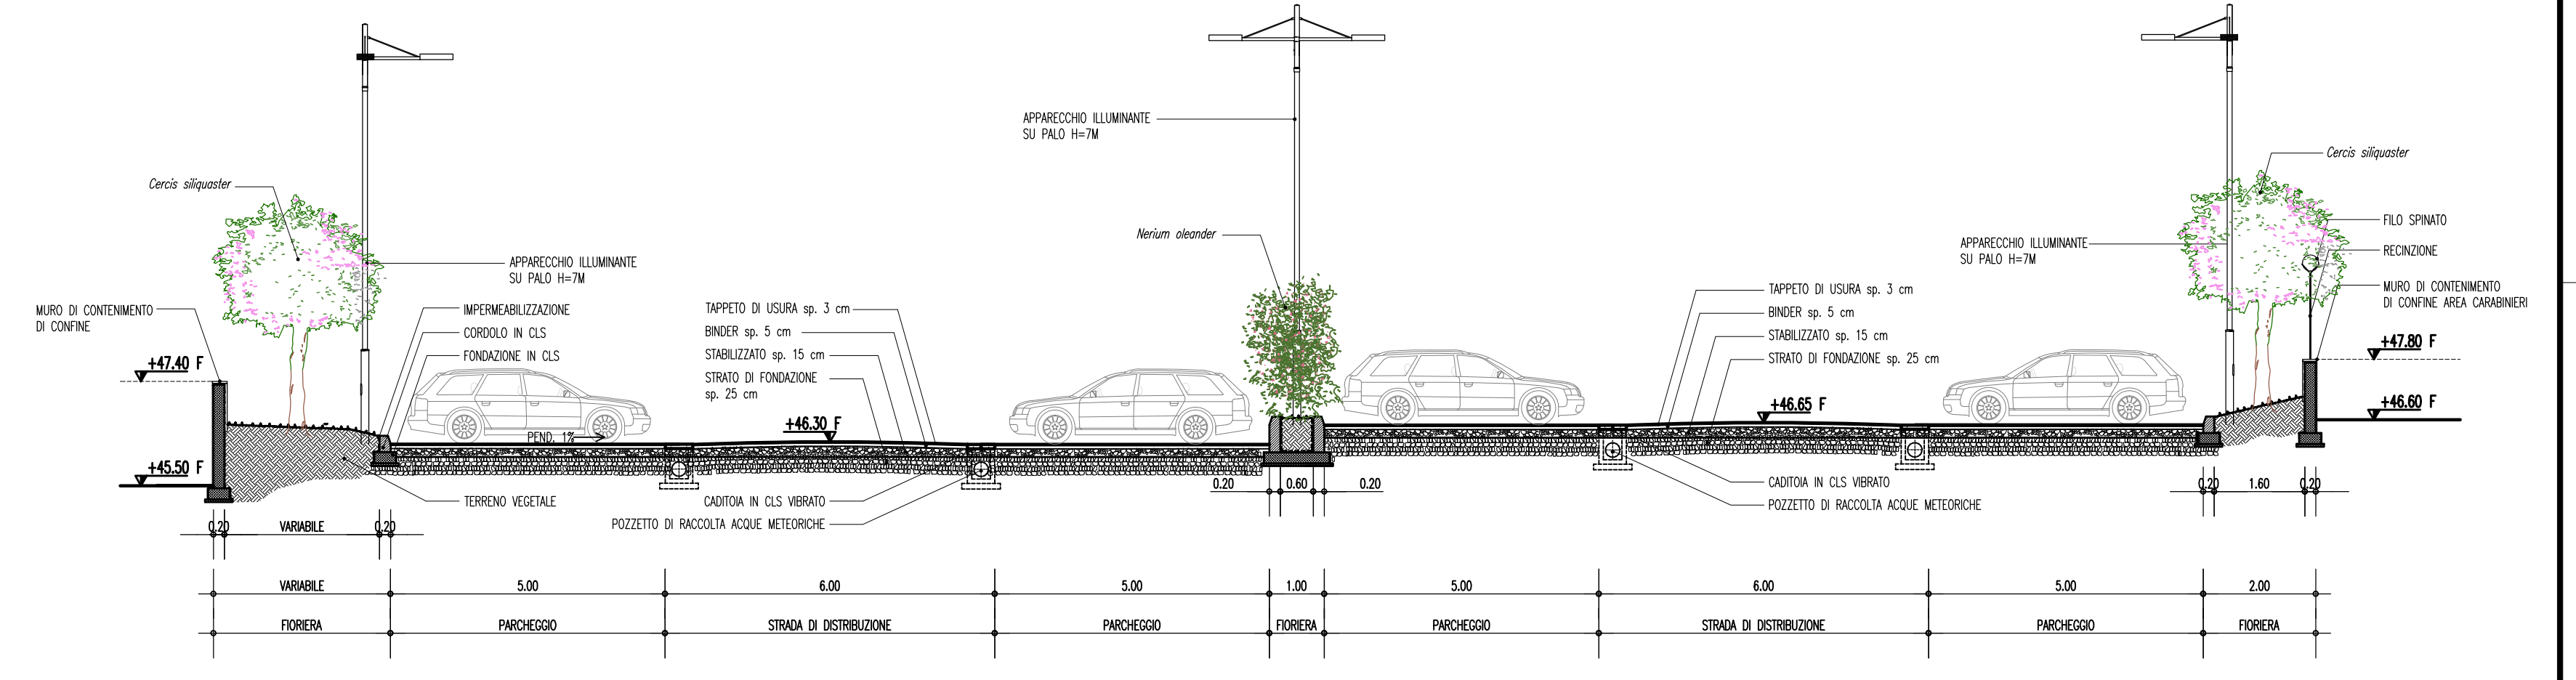 APPARECCHIO ILLUMINANTE
SU PALO H=7M
Cercis siliquaster
Cercis siliquaster
FILO SPINATO
Nerium oleander
APPARECCHIO ILLUMINANTE
SU PALO H=7M
RECINZIONE
APPARECCHIO ILLUMINANTE
SU PALO H=7M
MURO DI CONTENIMENTO
DI CONFINE
IMPERMEABILIZZAZIONE
CORDOLO IN CLS
FONDAZIONE IN CLS
TAPPETO DI USURA sp. 3 cm
BINDER sp. 5 cm
STABILIZZATO sp. 15 cm
STRATO DI FONDAZIONE
sp. 25 cm
TAPPETO DI USURA sp. 3 cm
BINDER sp. 5 cm
STABILIZZATO sp. 15 cm
STRATO DI FONDAZIONE sp. 25 cm
MURO DI CONTENIMENTO
DI CONFINE AREA CARABINIERI
+47.40 F
+47.80 F
+46.30 F
+46.65 F
+46.60 F
PEND. 1%
+45.50 F
TERRENO VEGETALE
CADITOIA IN CLS VIBRATO
POZZETTO DI RACCOLTA ACQUE METEORICHE
CADITOIA IN CLS VIBRATO
POZZETTO DI RACCOLTA ACQUE METEORICHE
0.20 0.60 0.20
0.20 1.60 0.20
0.20 VARIABILE 0.20
VARIABILE 5.00 6.00 5.00 1.00 5.00 6.00 5.00 2.00
FIORIERA PARCHEGGIO STRADA DI DISTRIBUZIONE PARCHEGGIO FIORIERA PARCHEGGIO STRADA DI DISTRIBUZIONE PARCHEGGIO FIORIERA